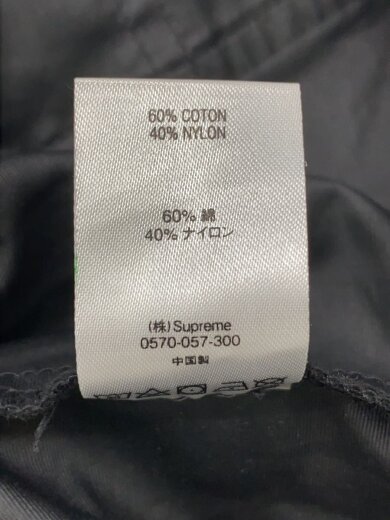 60% COTON
40% NYLON
60% 綿
40% ナイロン
(株) Supreme
0570-057-300
中国製